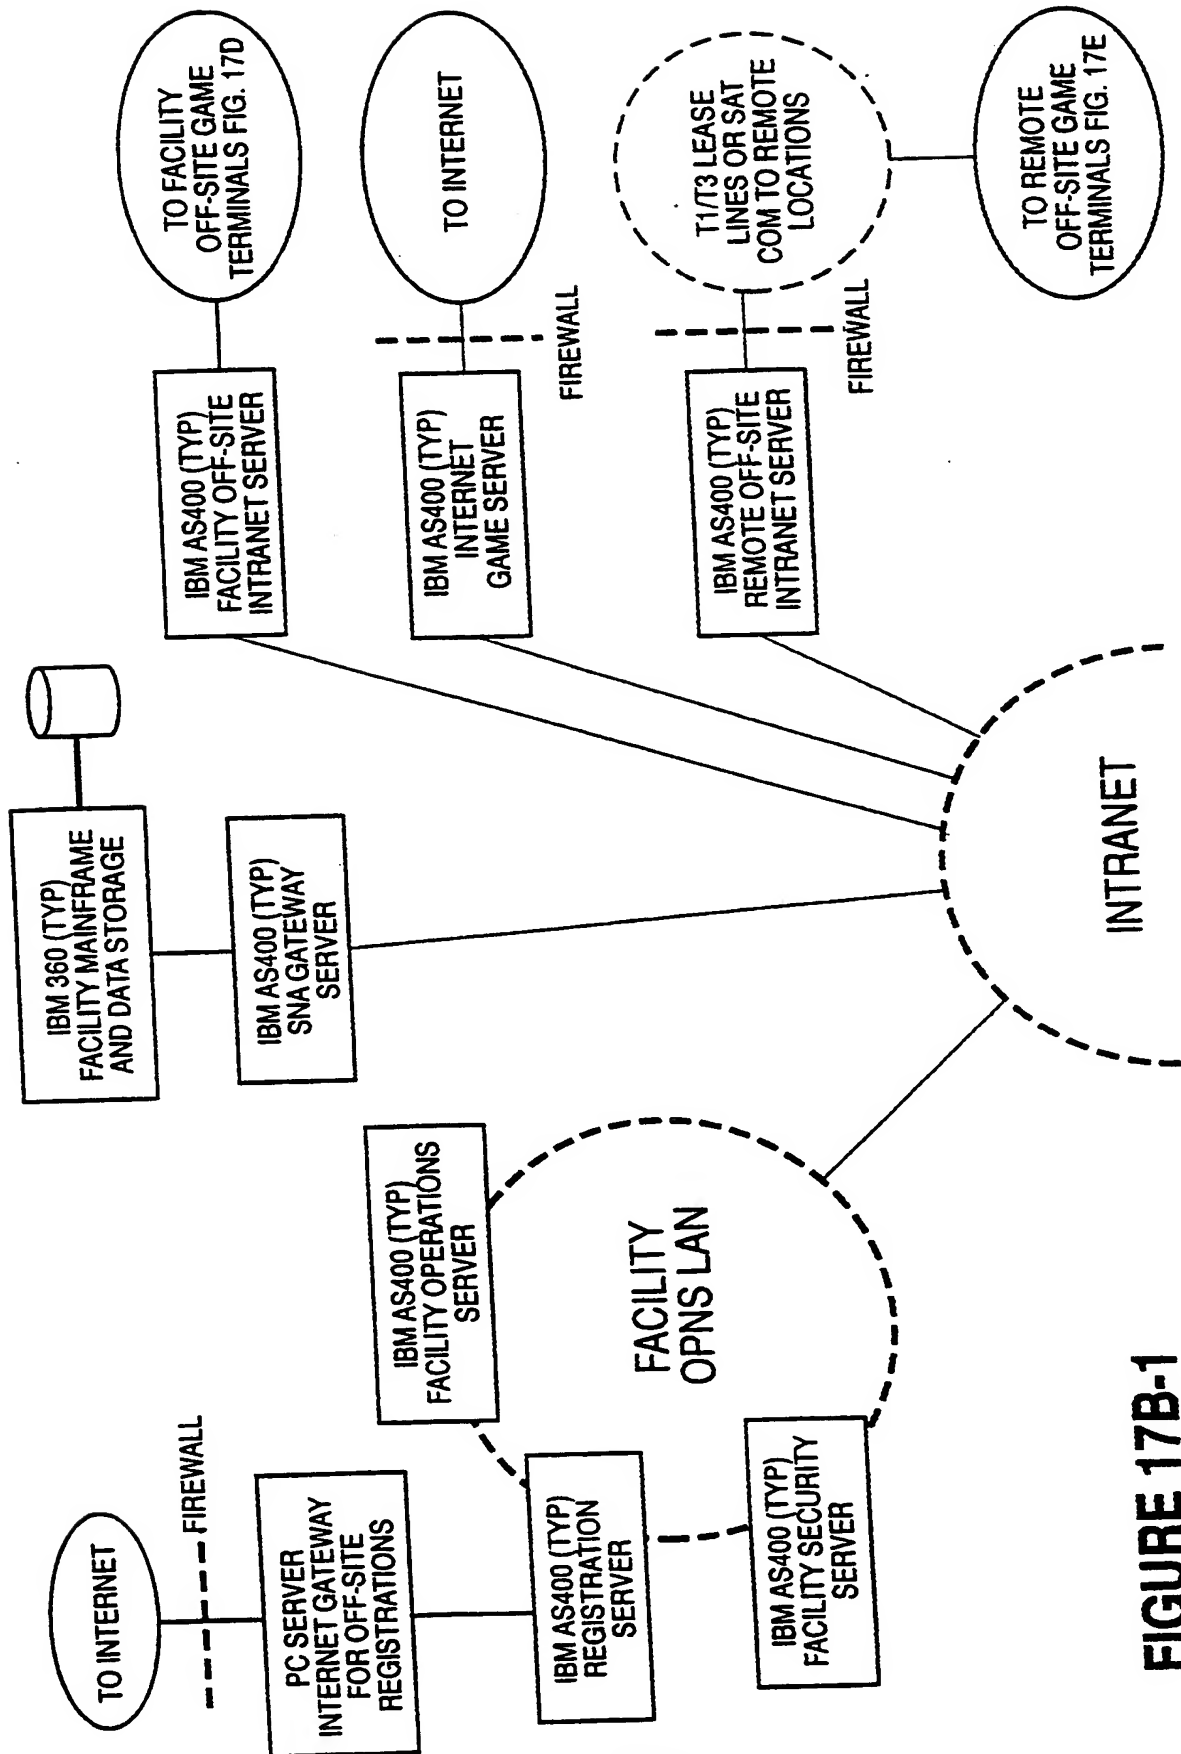 TO INTERNET
FIREWALL
PC SERVER
INTERNET GATEWAY
FOR OFF-SITE
REGISTRATIONS
IBM AS400 (TYP)
REGISTRATION
SERVER
IBM AS400 (TYP)
FACILITY SECURITY
SERVER
IBM AS400 (TYP)
FACILITY OPERATIONS
SERVER
FACILITY
OPNS LAN
IBM 360 (TYP)
FACILITY MAINFRAME
AND DATA STORAGE
IBM AS400 (TYP)
SNA GATEWAY
SERVER
INTRANET
IBM AS400 (TYP)
FACILITY OFF-SITE
INTRANET SERVER
TO FACILITY
OFF-SITE GAME
TERMINALS FIG. 17D
IBM AS400 (TYP)
INTERNET
GAME SERVER
FIREWALL
TO INTERNET
IBM AS400 (TYP)
REMOTE OFF-SITE
INTRANET SERVER
FIREWALL
T1/T3 LEASE
LINES OR SAT
COM TO REMOTE
LOCATIONS
TO REMOTE
OFF-SITE GAME
TERMINALS FIG. 17E
FIGURE 17B-1